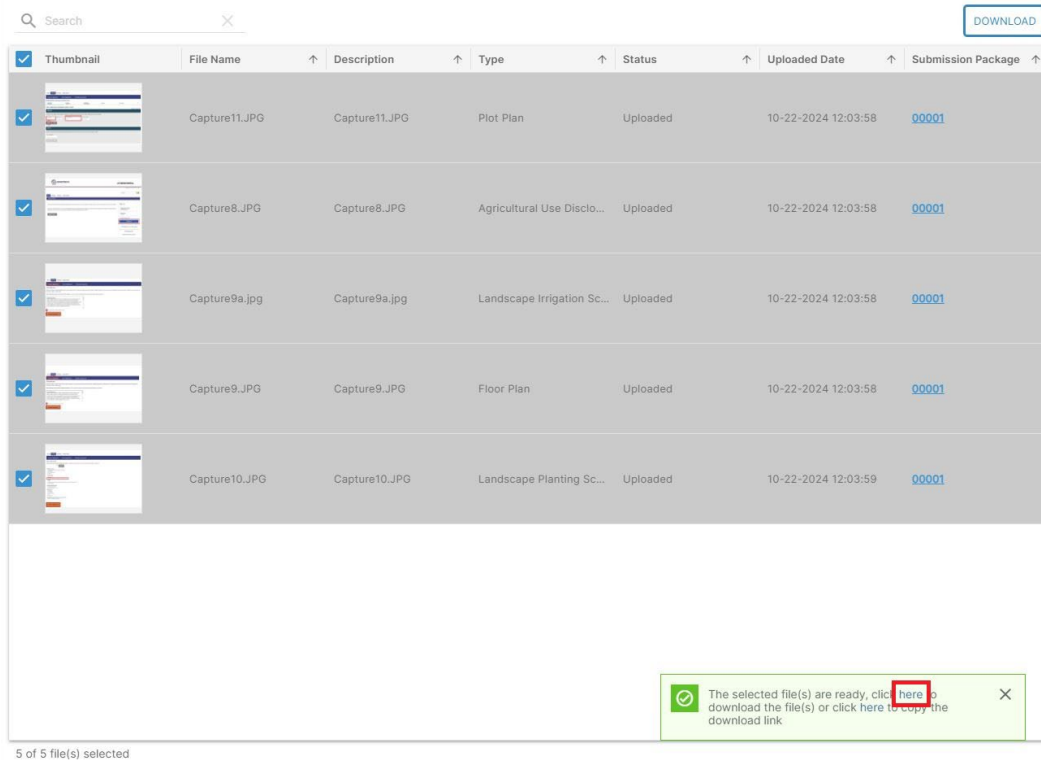 Search
DOWNLOAD
Thumbnail File Name Description Type Status Uploaded Date Submission Package
Capture11.JPG Capture11.JPG Plot Plan Uploaded 10-22-2024 12:03:58 00001
Capture8.JPG Capture8.JPG Agricultural Use Disclo... Uploaded 10-22-2024 12:03:58 00001
Capture9a.jpg Capture9a.jpg Landscape Irrigation Sc... Uploaded 10-22-2024 12:03:58 00001
Capture9.JPG Capture9.JPG Floor Plan Uploaded 10-22-2024 12:03:58 00001
Capture10.JPG Capture10.JPG Landscape Planting Sc... Uploaded 10-22-2024 12:03:59 00001
The selected file(s) are ready, click here to
download the file(s) or click here to copy the
download link
5 of 5 file(s) selected